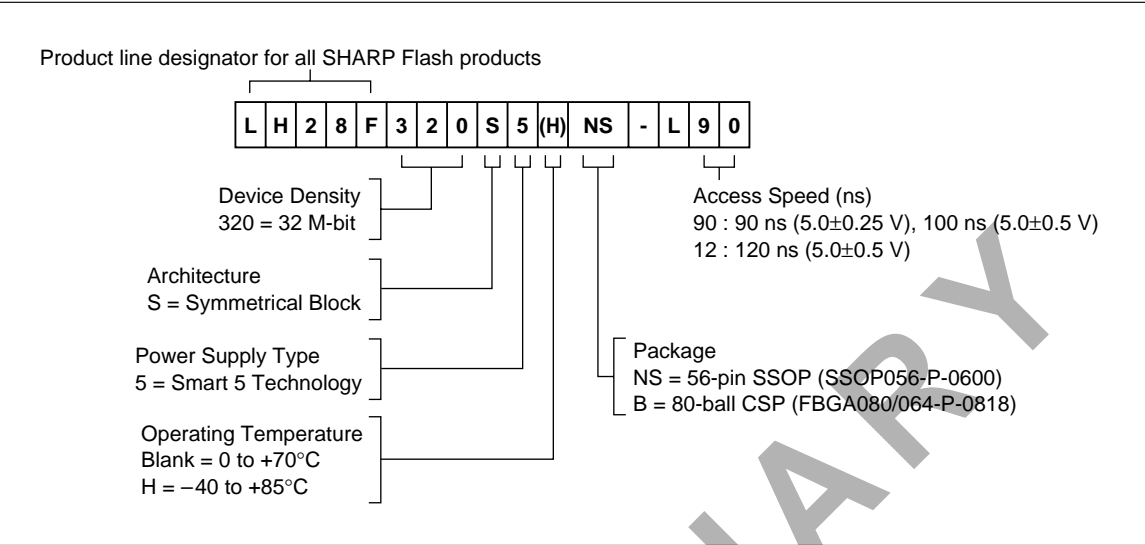 Product line designator for all SHARP Flash products
L H 2 8 F 3 2 0 S 5 (H) NS - L 9 0
Device Density
320 = 32 M-bit
Access Speed (ns)
90 : 90 ns (5.0±0.25 V), 100 ns (5.0±0.5 V)
12 : 120 ns (5.0±0.5 V)
Architecture
S = Symmetrical Block
Power Supply Type
5 = Smart 5 Technology
Package
NS = 56-pin SSOP (SSOP056-P-0600)
B = 80-ball CSP (FBGA080/064-P-0818)
Operating Temperature
Blank = 0 to +70°C
H = −40 to +85°C